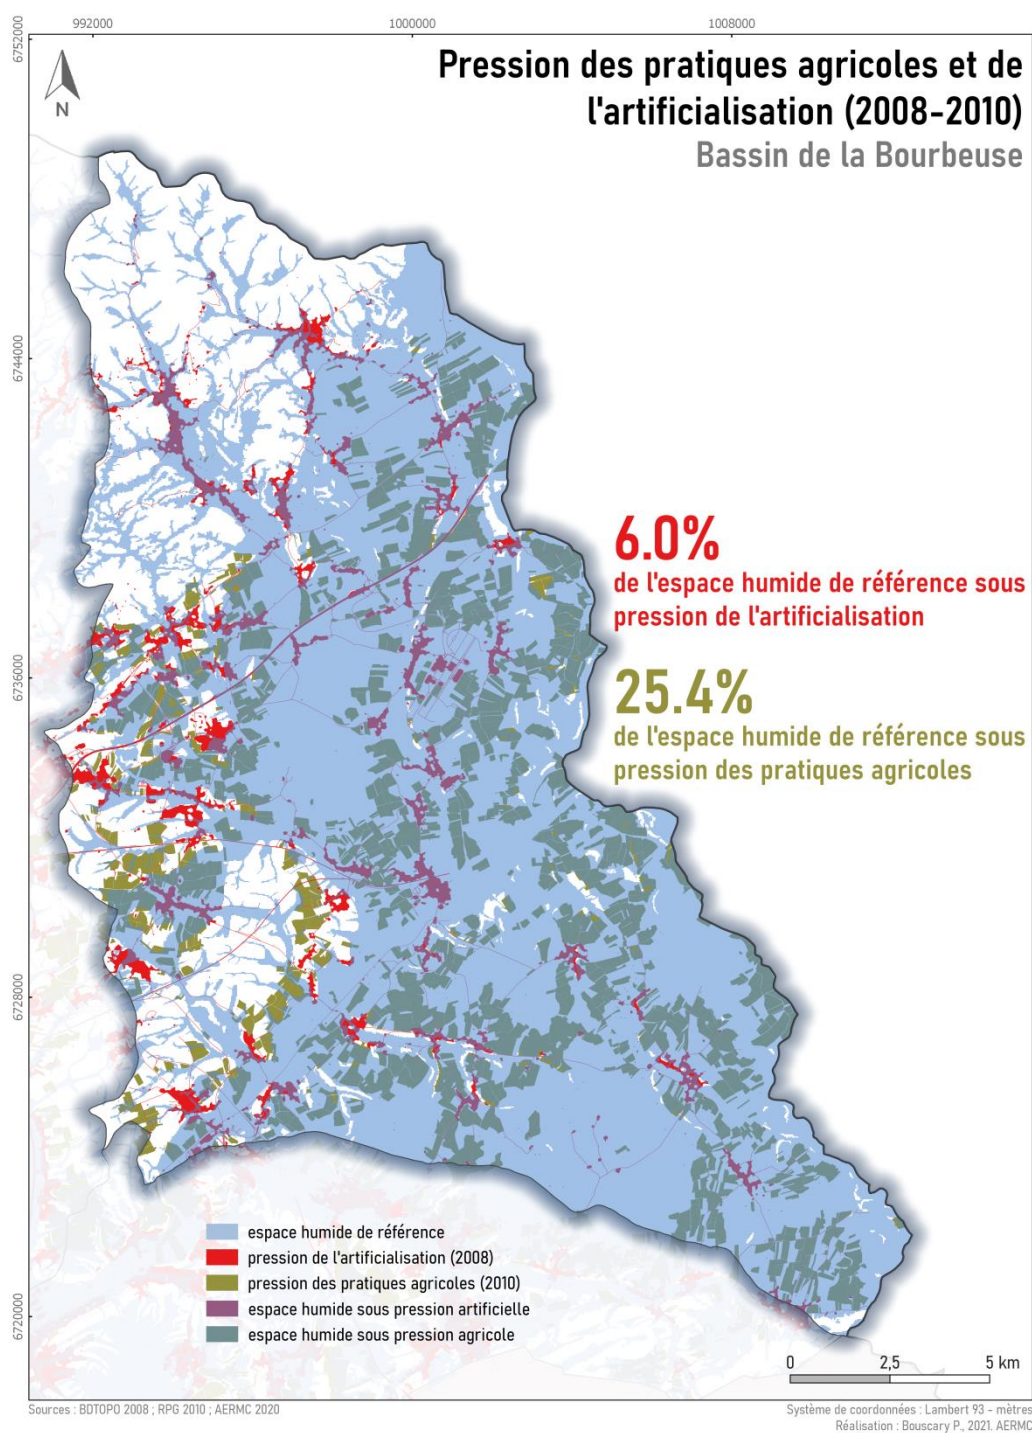 992000
1000000
1008000
6752000
Pression des pratiques agricoles et de
l'artificialisation (2008-2010)
Bassin de la Bourbeuse
N
6744000
6.0%
de l'espace humide de référence sous
pression de l'artificialisation
6736000
25.4%
de l'espace humide de référence sous
pression des pratiques agricoles
6728000
espace humide de référence
pression de l'artificialisation (2008)
pression des pratiques agricoles (2010)
espace humide sous pression artificielle
espace humide sous pression agricole
6720000
0 2,5 5 km
Sources : BDTOPO 2008 ; RPG 2010 ; AERMC 2020
Système de coordonnées : Lambert 93 - mètres
Réalisation : Bouscary P., 2021. AERMC